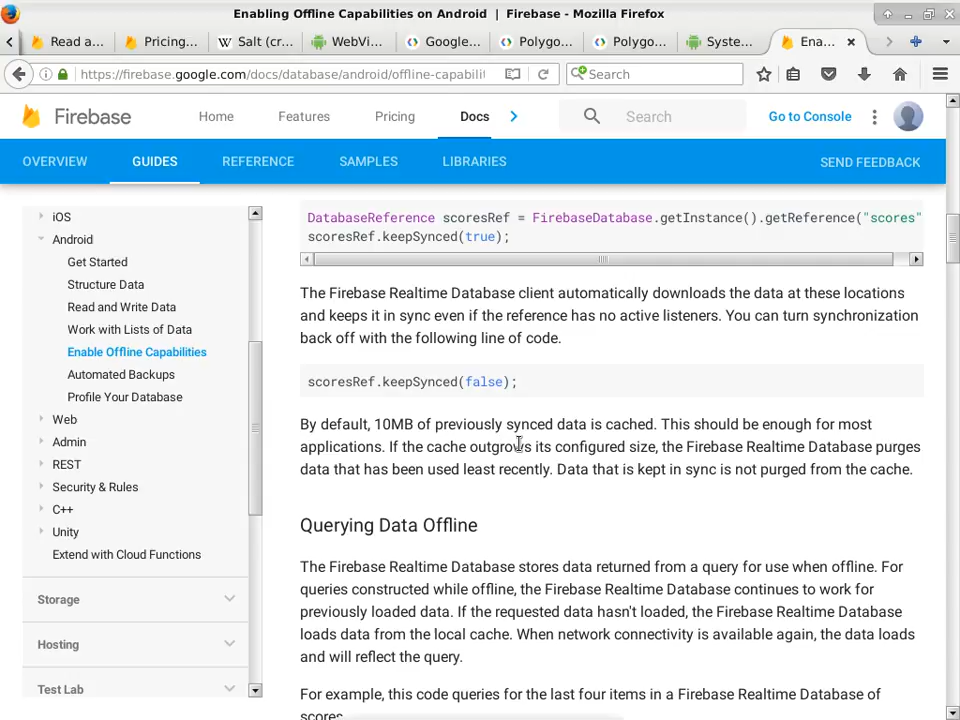 Enabling Offline Capabilities on Android | Firebase - Mozilla Firefox
Read a... Pricing... Salt (cr... WebVi... Google... Polygo... Polygo... Syste... Ena...
https://firebase.google.com/docs/database/android/offline-capabilit Search
Firebase Home Features Pricing Docs Search Go to Console
OVERVIEW GUIDES REFERENCE SAMPLES LIBRARIES SEND FEEDBACK
iOS
Android
Get Started
Structure Data
Read and Write Data
Work with Lists of Data
Enable Offline Capabilities
Automated Backups
Profile Your Database
Web
Admin
REST
Security & Rules
C++
Unity
Extend with Cloud Functions
Storage
Hosting
Test Lab
DatabaseReference scoresRef = FirebaseDatabase.getInstance().getReference("scores"
scoresRef.keepSynced(true);
The Firebase Realtime Database client automatically downloads the data at these locations
and keeps it in sync even if the reference has no active listeners. You can turn synchronization
back off with the following line of code.
scoresRef.keepSynced(false);
By default, 10MB of previously synced data is cached. This should be enough for most
applications. If the cache outgrows its configured size, the Firebase Realtime Database purges
data that has been used least recently. Data that is kept in sync is not purged from the cache.
Querying Data Offline
The Firebase Realtime Database stores data returned from a query for use when offline. For
queries constructed while offline, the Firebase Realtime Database continues to work for
previously loaded data. If the requested data hasn't loaded, the Firebase Realtime Database
loads data from the local cache. When network connectivity is available again, the data loads
and will reflect the query.
For example, this code queries for the last four items in a Firebase Realtime Database of
scores